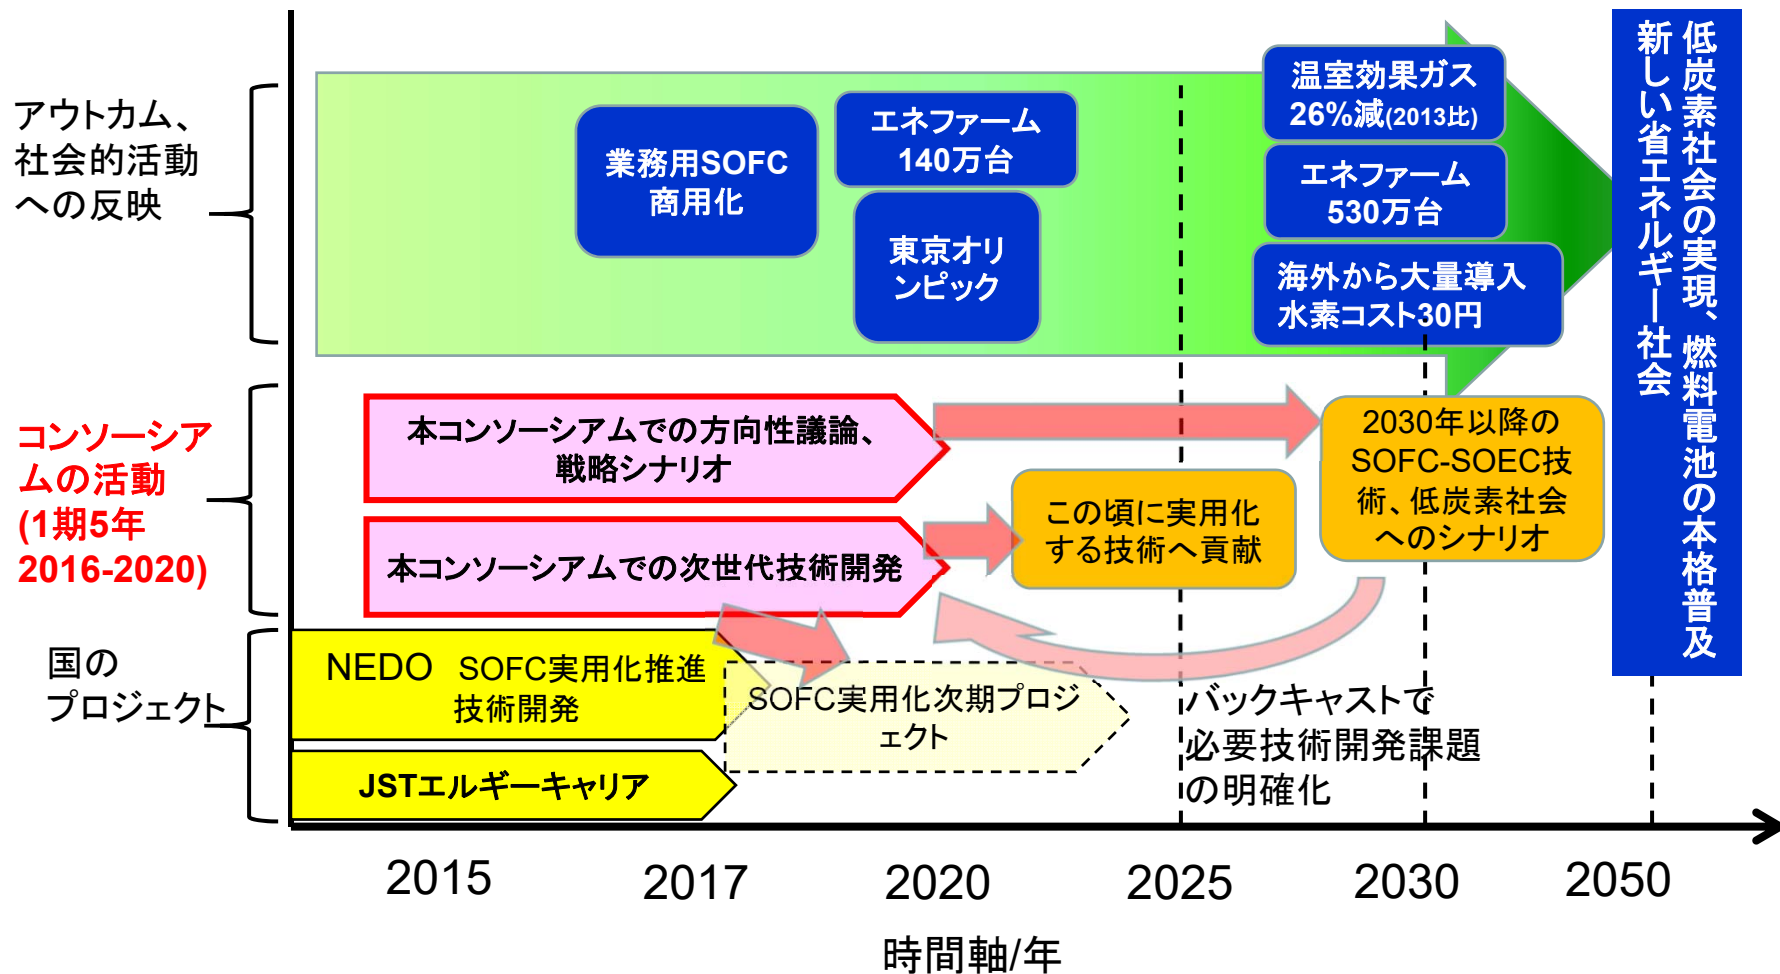 アウトカム、
社会的活動
への反映
業務用SOFC
商用化
エネファーム
140万台
東京オリ
ンピック
温室効果ガス
26%減(2013比)
エネファーム
530万台
海外から大量導入
水素コスト30円
低炭素社会の実現、燃料電池の本格普及
新しい省エネルギー社会
コンソーシア
ムの活動
(1期5年
2016-2020)
本コンソーシアムでの方向性議論、
戦略シナリオ
本コンソーシアムでの次世代技術開発
この頃に実用化
する技術へ貢献
2030年以降の
SOFC-SOEC技
術、低炭素社会
へのシナリオ
国の
プロジェクト
NEDO SOFC実用化推進
技術開発
SOFC実用化次期プロジ
ェクト
JSTエルギーキャリア
バックキャストで
必要技術開発課題
の明確化
2015
2017
2020
2025
2030
2050
時間軸/年